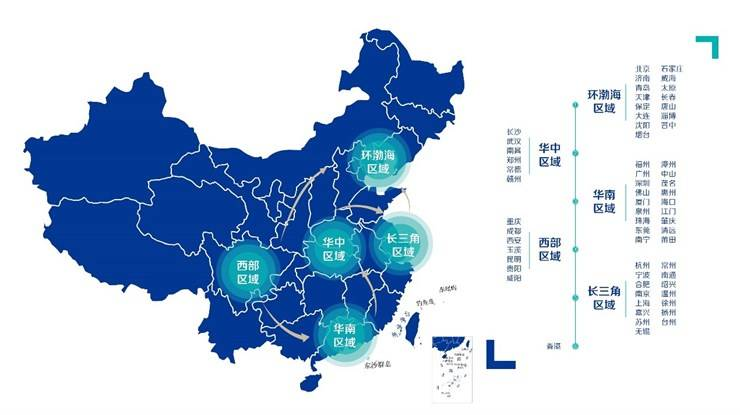 环渤海
区域
华中
区域
长三角
区域
西部
区域
华南
区域
钓鱼岛
东沙群岛
环渤海
区域
北京 石家庄
济南 威海
青岛 太原
天津 长春
保定 唐山
大连 淄博
沈阳 晋中
烟台
长沙
武汉
南昌
郑州
常德
赣州
华中
区域
华南
区域
福州 漳州
广州 中山
深圳 茂名
佛山 惠州
厦门 海口
泉州 江门
珠海 肇庆
东莞 清远
南宁 莆田
重庆
成都
西安
玉溪
昆明
贵阳
咸阳
西部
区域
长三角
区域
杭州 常州
宁波 南通
合肥 绍兴
南京 温州
上海 徐州
嘉兴 扬州
苏州 台州
无锡
香港